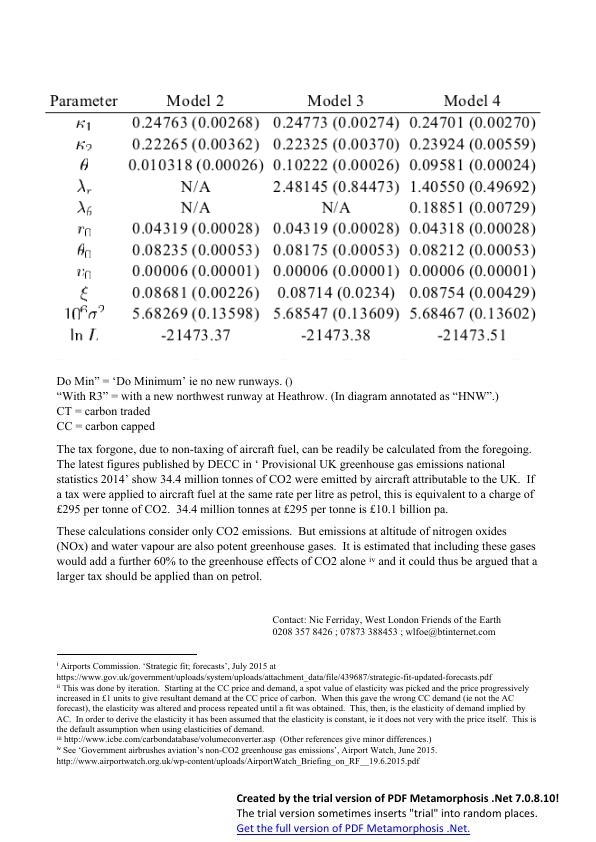 Parameter Model 2 Model 3 Model 4
κ1 0.24763 (0.00268) 0.24773 (0.00274) 0.24701 (0.00270)
κ2 0.22265 (0.00362) 0.22325 (0.00370) 0.23924 (0.00559)
θ 0.010318 (0.00026) 0.10222 (0.00026) 0.09581 (0.00024)
λr N/A 2.48145 (0.84473) 1.40550 (0.49692)
λθ N/A N/A 0.18851 (0.00729)
r0 0.04319 (0.00028) 0.04319 (0.00028) 0.04318 (0.00028)
θ0 0.08235 (0.00053) 0.08175 (0.00053) 0.08212 (0.00053)
v0 0.00006 (0.00001) 0.00006 (0.00001) 0.00006 (0.00001)
ξ 0.08681 (0.00226) 0.08714 (0.0234) 0.08754 (0.00429)
10⁶σ² 5.68269 (0.13598) 5.68547 (0.13609) 5.68467 (0.13602)
ln L -21473.37 -21473.38 -21473.51
Do Min” = ‘Do Minimum’ ie no new runways. ()
“With R3” = with a new northwest runway at Heathrow. (In diagram annotated as “HNW”.)
CT = carbon traded
CC = carbon capped
The tax forgone, due to non-taxing of aircraft fuel, can be readily be calculated from the foregoing.
The latest figures published by DECC in ‘ Provisional UK greenhouse gas emissions national
statistics 2014’ show 34.4 million tonnes of CO2 were emitted by aircraft attributable to the UK. If
a tax were applied to aircraft fuel at the same rate per litre as petrol, this is equivalent to a charge of
£295 per tonne of CO2. 34.4 million tonnes at £295 per tonne is £10.1 billion pa.
These calculations consider only CO2 emissions. But emissions at altitude of nitrogen oxides
(NOx) and water vapour are also potent greenhouse gases. It is estimated that including these gases
would add a further 60% to the greenhouse effects of CO2 alone iv and it could thus be argued that a
larger tax should be applied than on petrol.
Contact: Nic Ferriday, West London Friends of the Earth
0208 357 8426 ; 07873 388453 ; wlfoe@btinternet.com
i Airports Commission. ‘Strategic fit; forecasts’, July 2015 at
https://www.gov.uk/government/uploads/system/uploads/attachment_data/file/439687/strategic-fit-updated-forecasts.pdf
ii This was done by iteration. Starting at the CC price and demand, a spot value of elasticity was picked and the price progressively
increased in £1 units to give resultant demand at the CC price of carbon. When this gave the wrong CC demand (ie not the AC
forecast), the elasticity was altered and process repeated until a fit was obtained. This, then, is the elasticity of demand implied by
AC. In order to derive the elasticity it has been assumed that the elasticity is constant, ie it does not very with the price itself. This is
the default assumption when using elasticities of demand.
iii http://www.icbe.com/carbondatabase/volumeconverter.asp (Other references give minor differences.)
iv See ‘Government airbrushes aviation’s non-CO2 greenhouse gas emissions’, Airport Watch, June 2015.
http://www.airportwatch.org.uk/wp-content/uploads/AirportWatch_Briefing_on_RF__19.6.2015.pdf
Created by the trial version of PDF Metamorphosis .Net 7.0.8.10!
The trial version sometimes inserts "trial" into random places.
Get the full version of PDF Metamorphosis .Net.